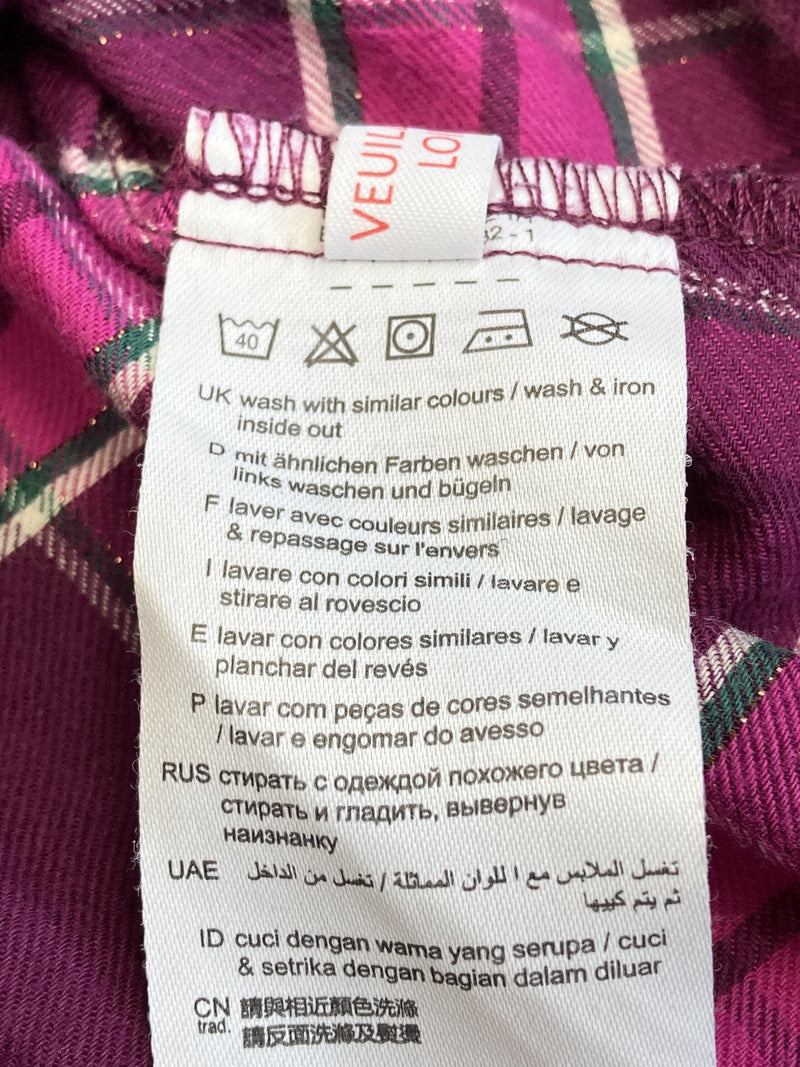 VEUIL
LO
32 - 1
40
UK wash with similar colours / wash & iron
inside out
D mit ähnlichen Farben waschen / von
links waschen und bügeln
F laver avec couleurs similaires / lavage
& repassage sur l'envers
I lavare con colori simili / lavare e
stirare al rovescio
E lavar con colores similares / lavar y
planchar del revés
P lavar com peças de cores semelhantes
/ lavar e engomar do avesso
RUS стирать с одеждой похожего цвета /
стирать и гладить, вывернув
наизнанку
UAE تغسل الملابس مع ا للوان المماثلة / تغسل من الداخل
ثم يتم كييها
ID cuci dengan warna yang serupa / cuci
& setrika dengan bagian dalam diluar
CN 請與相近顏色洗滌
trad. 請反面洗滌及熨燙